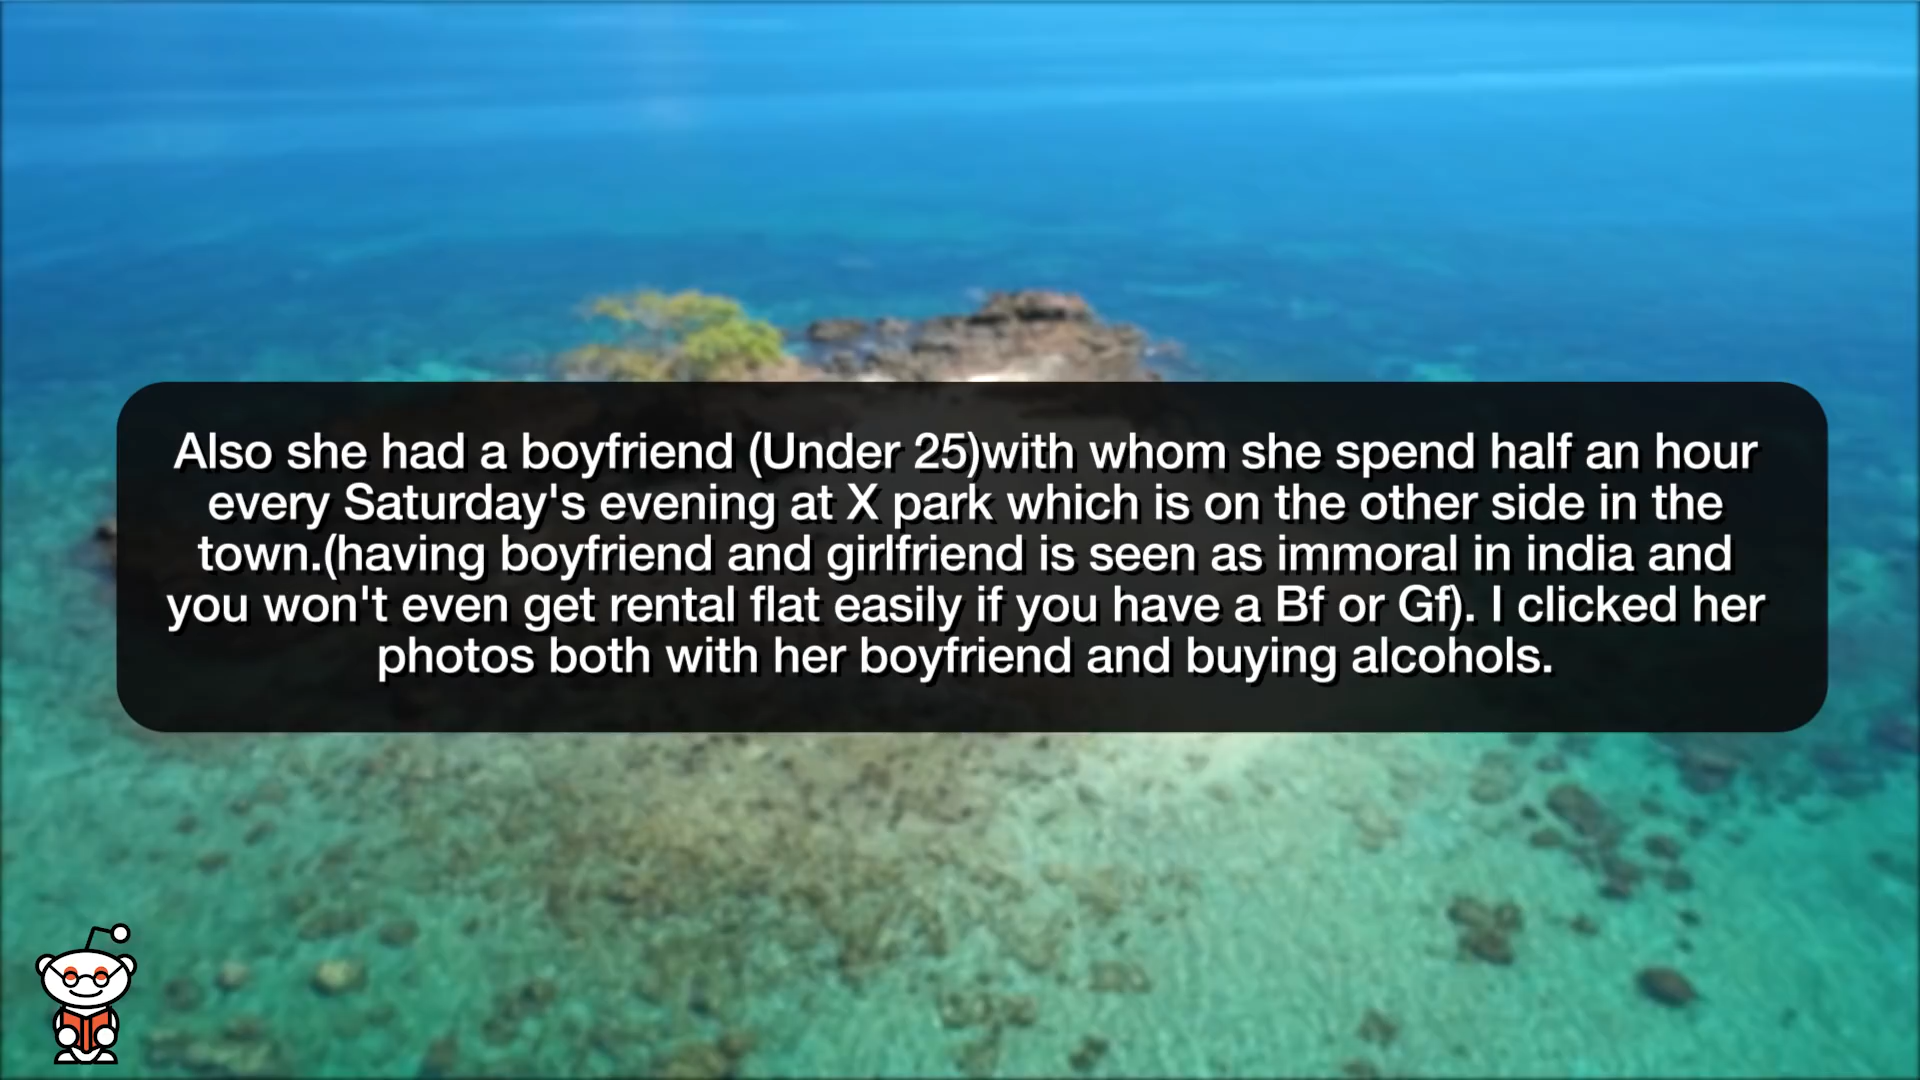 Also she had a boyfriend (Under 25)with whom she spend half an hour
every Saturday's evening at X park which is on the other side in the
town.(having boyfriend and girlfriend is seen as immoral in india and
you won't even get rental flat easily if you have a Bf or Gf). I clicked her
photos both with her boyfriend and buying alcohols.